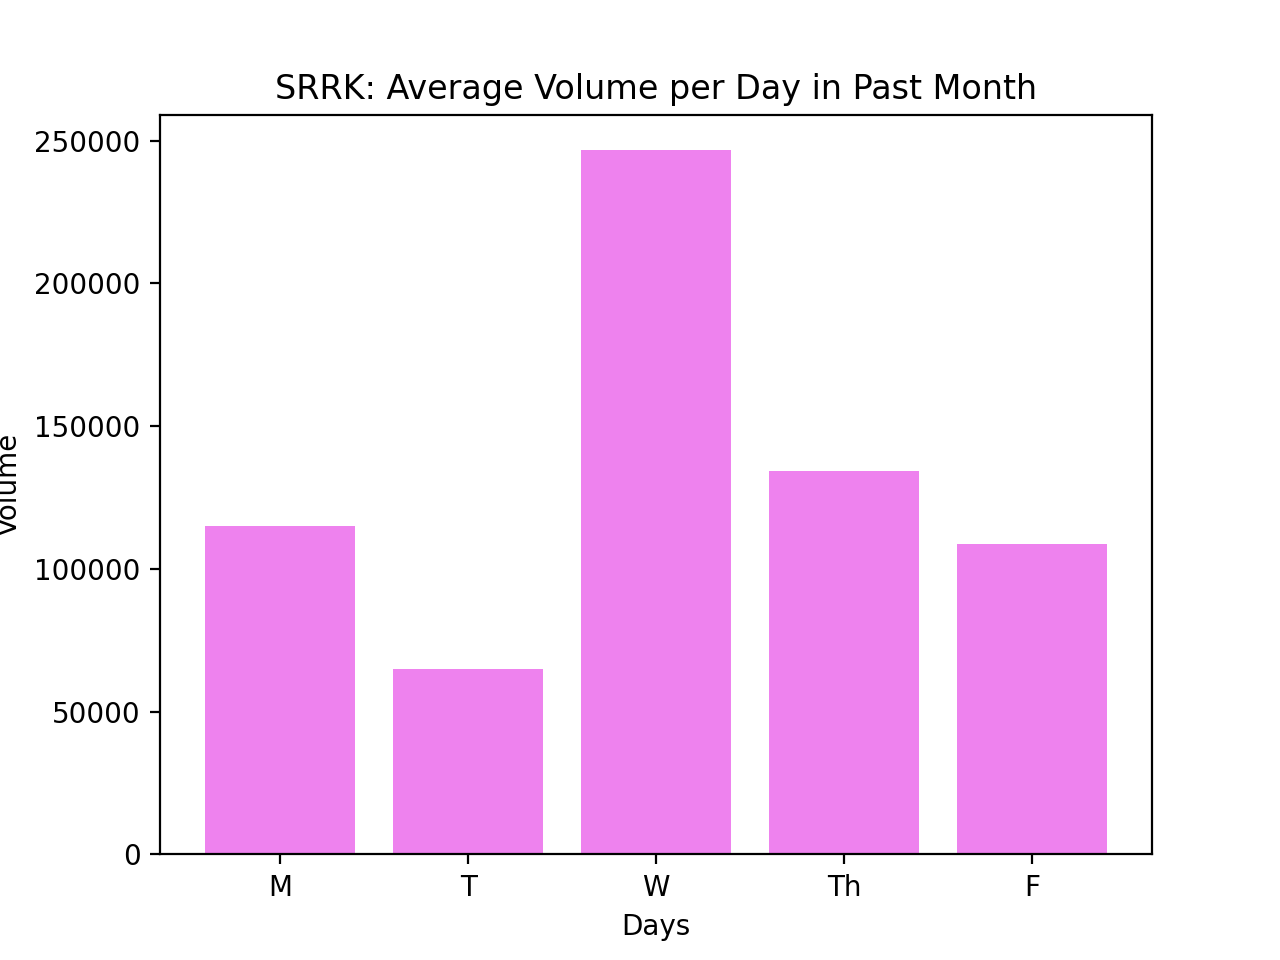 SRRK: Average Volume per Day in Past Month
250000
200000
150000
100000
50000
0
Volume
M T W Th F
Days